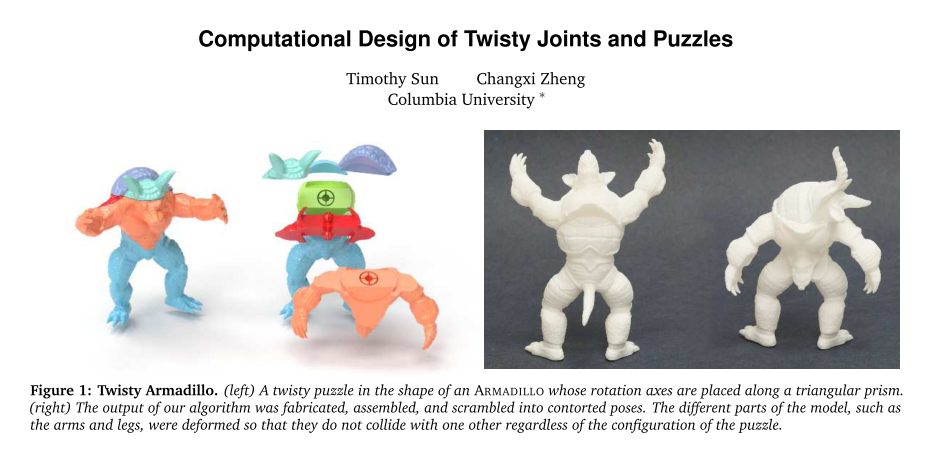 Computational Design of Twisty Joints and Puzzles
Timothy Sun Changxi Zheng
Columbia University *
Figure 1: Twisty Armadillo. (left) A twisty puzzle in the shape of an ARMADILLO whose rotation axes are placed along a triangular prism.
(right) The output of our algorithm was fabricated, assembled, and scrambled into contorted poses. The different parts of the model, such as
the arms and legs, were deformed so that they do not collide with one other regardless of the configuration of the puzzle.